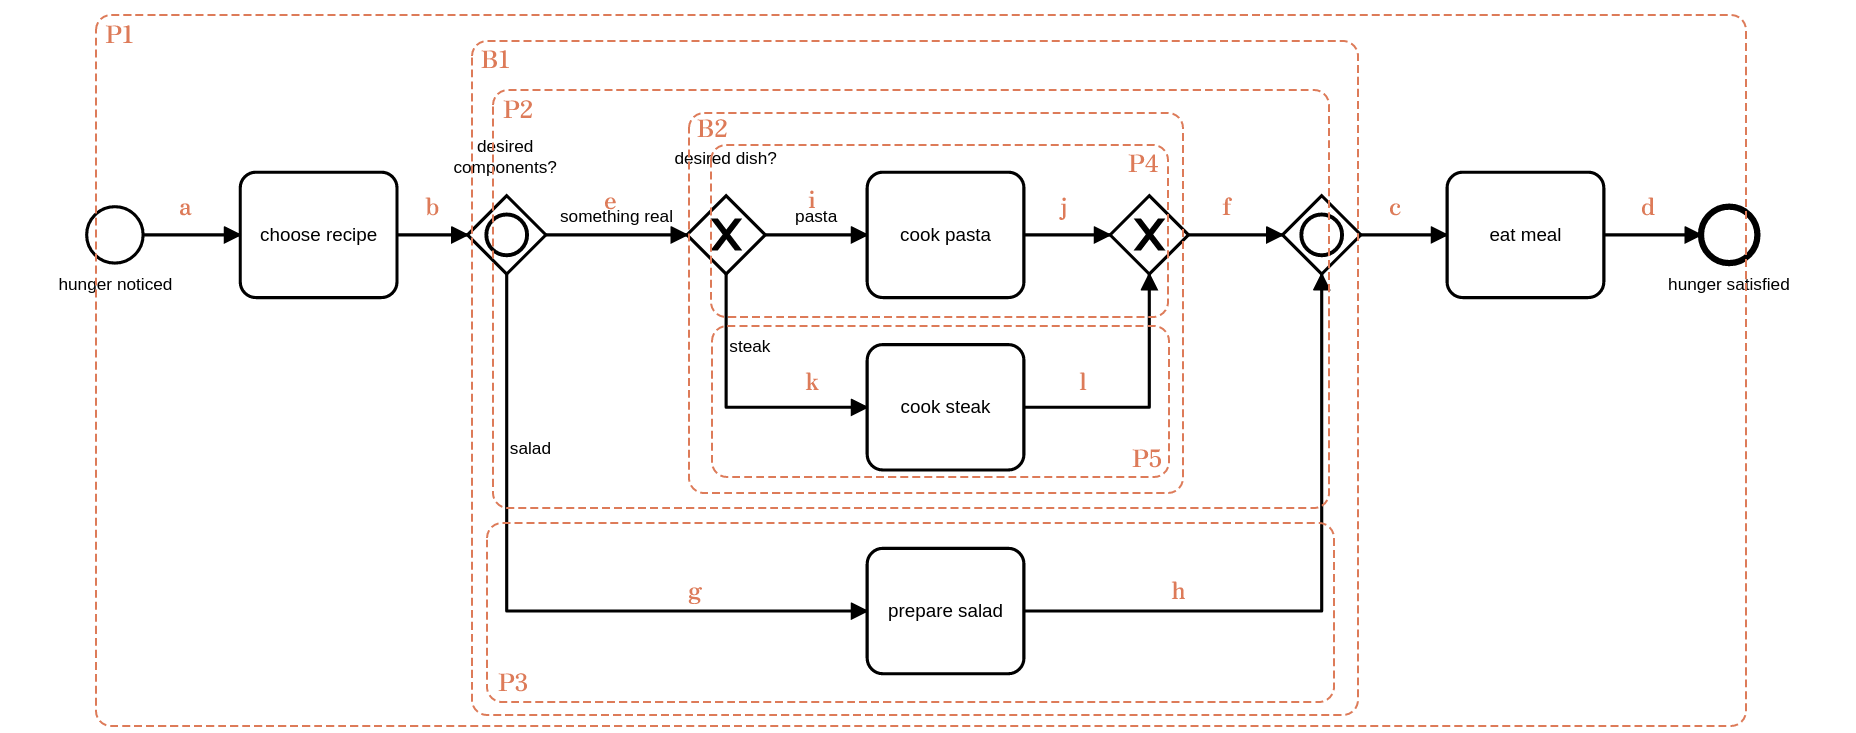 P1
B1
P2
B2
desired
components?
desired dish?
P4
a
b
e
something real
i
pasta
j
f
c
d
choose recipe
cook pasta
eat meal
hunger noticed
hunger satisfied
steak
k
l
cook steak
salad
P5
g
h
prepare salad
P3